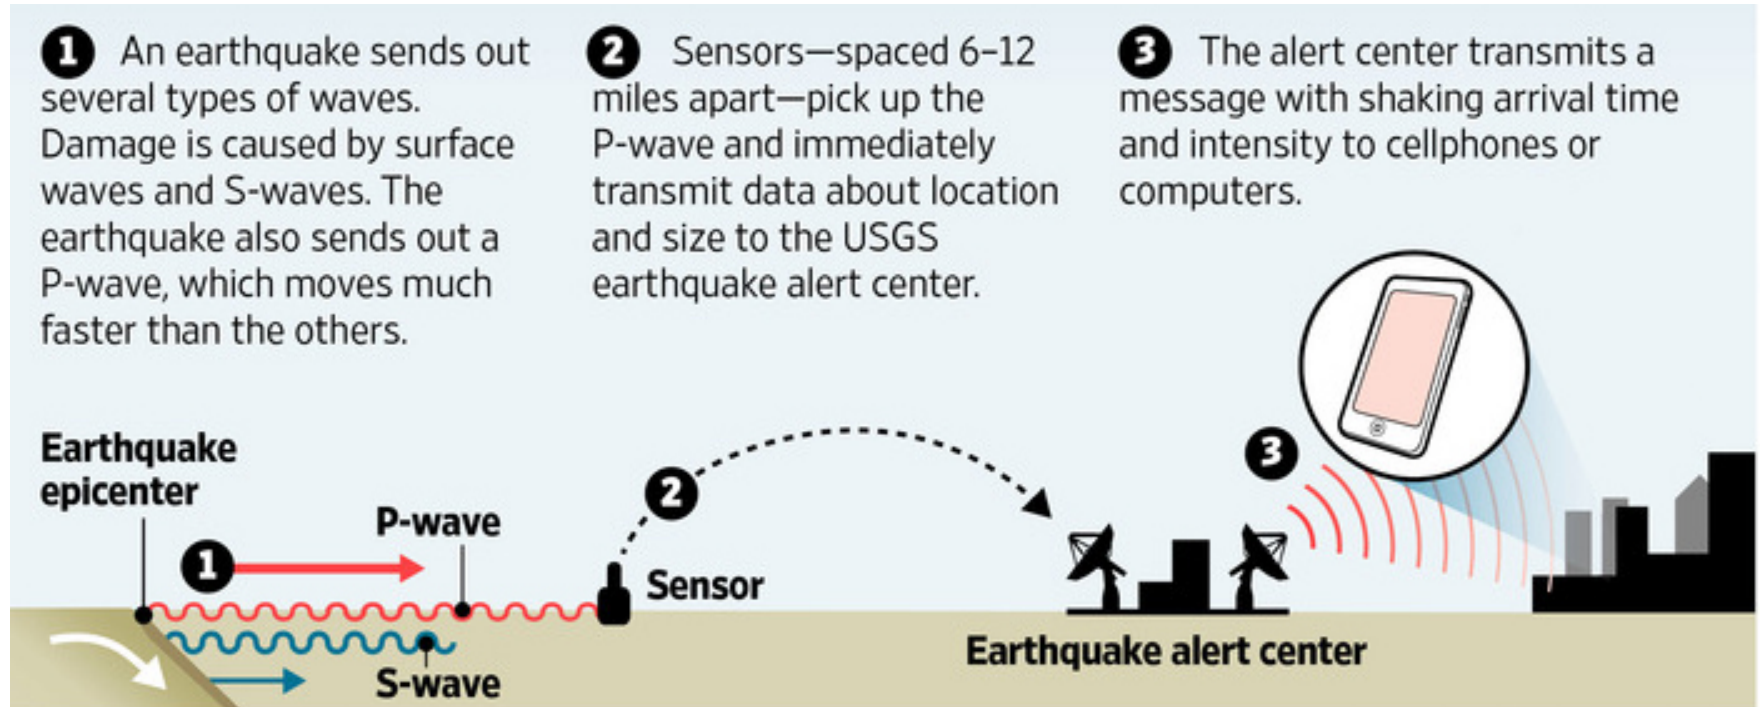 1 An earthquake sends out
several types of waves.
Damage is caused by surface
waves and S-waves. The
earthquake also sends out a
P-wave, which moves much
faster than the others.
2 Sensors—spaced 6–12
miles apart—pick up the
P-wave and immediately
transmit data about location
and size to the USGS
earthquake alert center.
3 The alert center transmits a
message with shaking arrival time
and intensity to cellphones or
computers.
Earthquake
epicenter
1
P-wave
S-wave
2
Sensor
Earthquake alert center
3